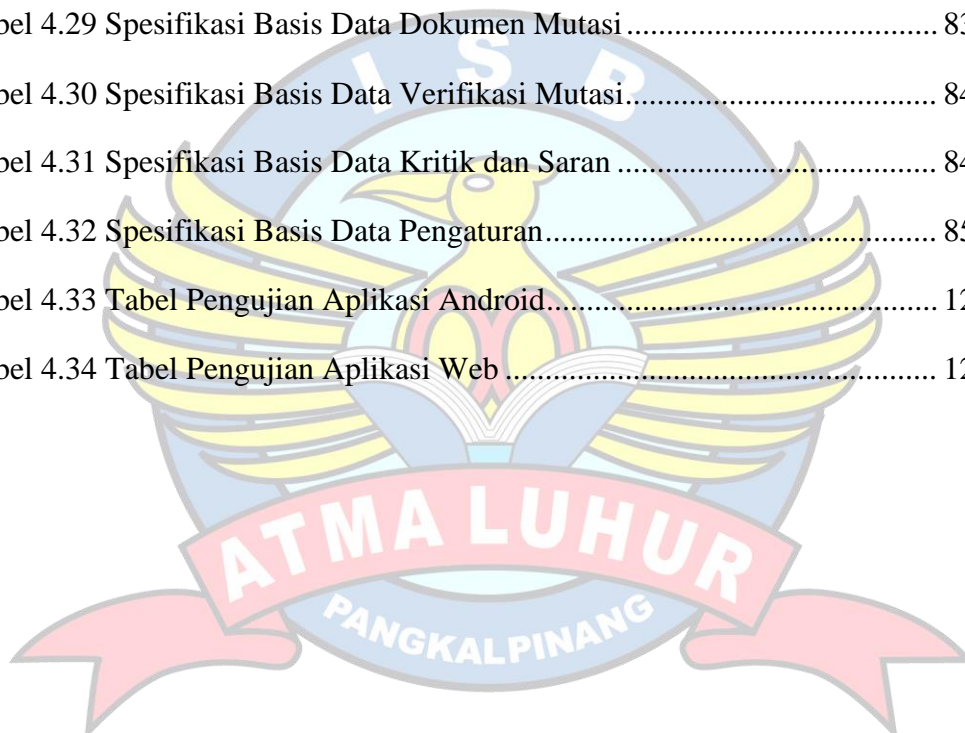 bel 4.29 Spesifikasi Basis Data Dokumen Mutasi ................................... 83
bel 4.30 Spesifikasi Basis Data Verifikasi Mutasi................................... 84
bel 4.31 Spesifikasi Basis Data Kritik dan Saran .................................... 84
bel 4.32 Spesifikasi Basis Data Pengaturan............................................ 85
bel 4.33 Tabel Pengujian Aplikasi Android............................................ 12
bel 4.34 Tabel Pengujian Aplikasi Web ................................................. 12
I S B
ATMA LUHUR
PANGKALPINANG